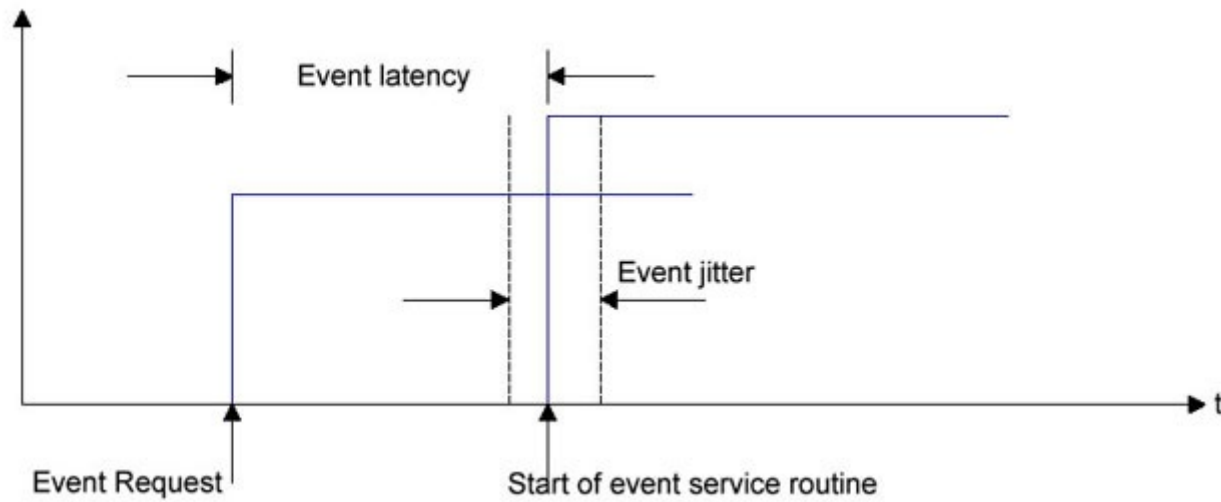 Event latency
Event jitter
t
Event Request
Start of event service routine